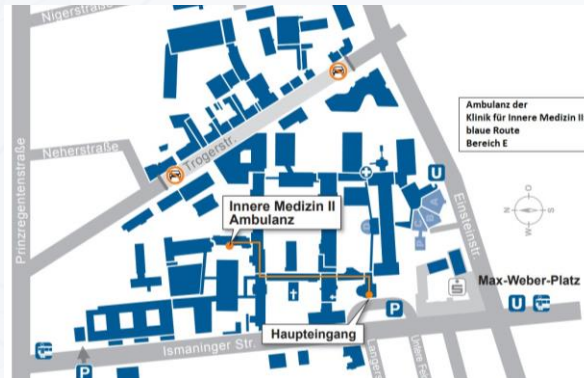 Nigerstraße
Prinzregentenstraße
Neherstraße
Trogerstr.
Ambulanz der
Klinik für Innere Medizin II
blaue Route
Bereich E
U
Einsteinstr.
N
O
S
W
Innere Medizin II
Ambulanz
Max-Weber-Platz
U
P
Haupteingang
Ismaninger Str.
P